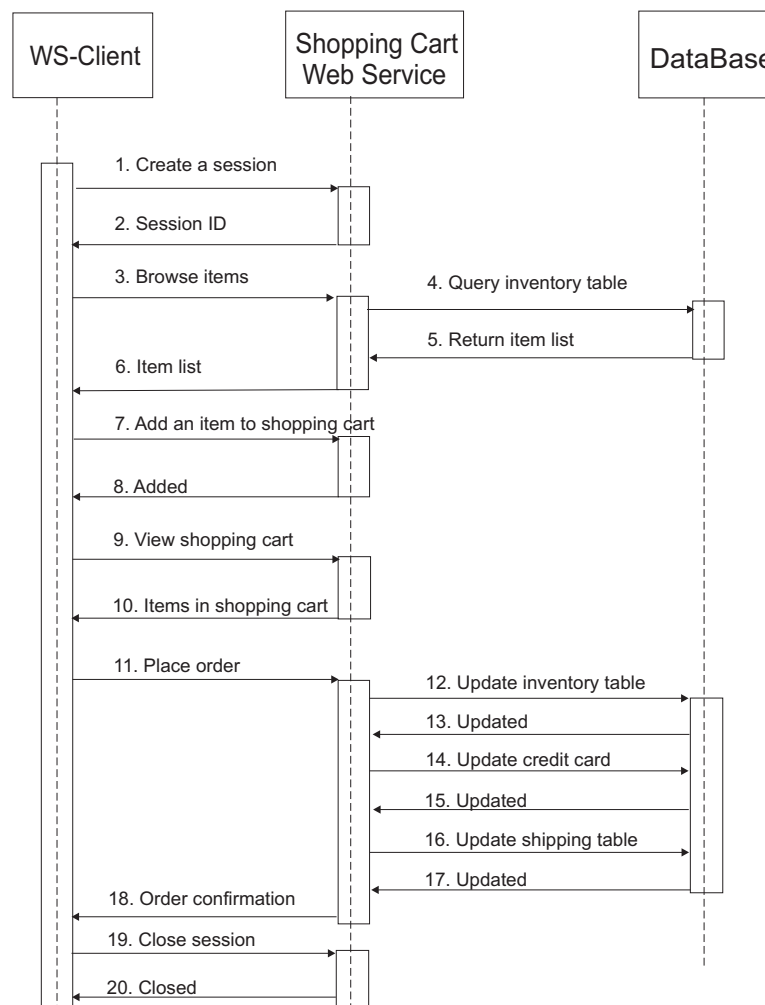 WS-Client
Shopping Cart
Web Service
DataBase
1. Create a session
2. Session ID
3. Browse items
4. Query inventory table
5. Return item list
6. Item list
7. Add an item to shopping cart
8. Added
9. View shopping cart
10. Items in shopping cart
11. Place order
12. Update inventory table
13. Updated
14. Update credit card
15. Updated
16. Update shipping table
17. Updated
18. Order confirmation
19. Close session
20. Closed